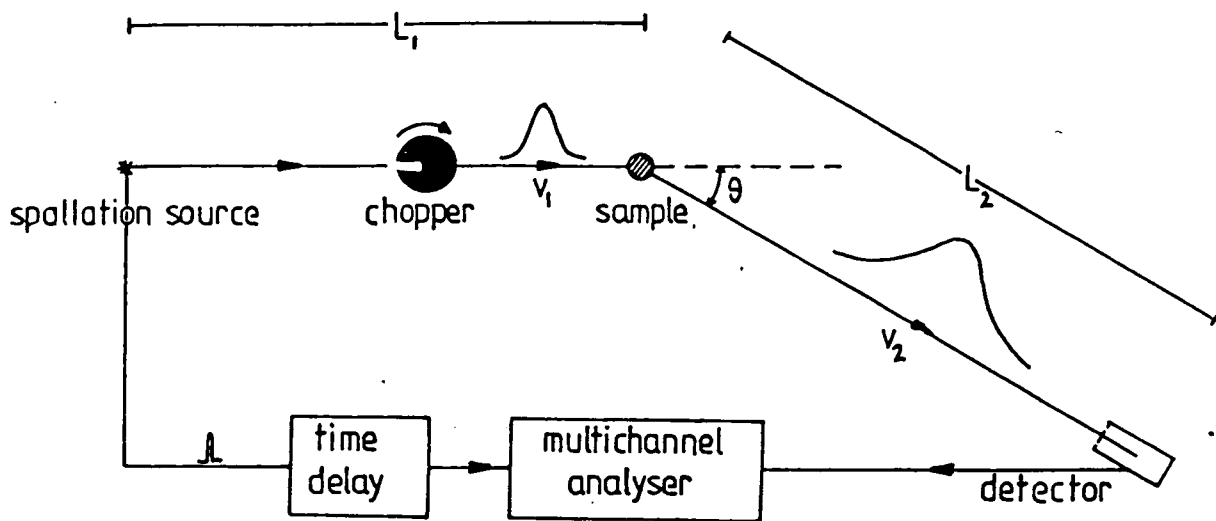 L₁
L₂
V₁
θ
spallation source
chopper
sample
V₂
time
delay
multichannel
analyser
detector